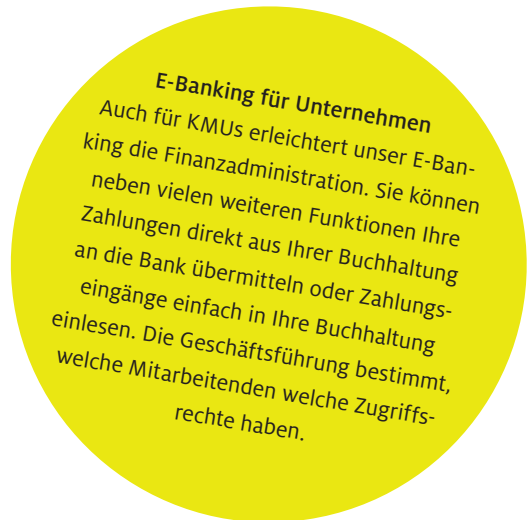 E-Banking für Unternehmen
Auch für KMUs erleichtert unser E-Ban-
king die Finanzadministration. Sie können
neben vielen weiteren Funktionen Ihre
Zahlungen direkt aus Ihrer Buchhaltung
an die Bank übermitteln oder Zahlungs-
eingänge einfach in Ihre Buchhaltung
einlesen. Die Geschäftsführung bestimmt,
welche Mitarbeitenden welche Zugriffs-
rechte haben.